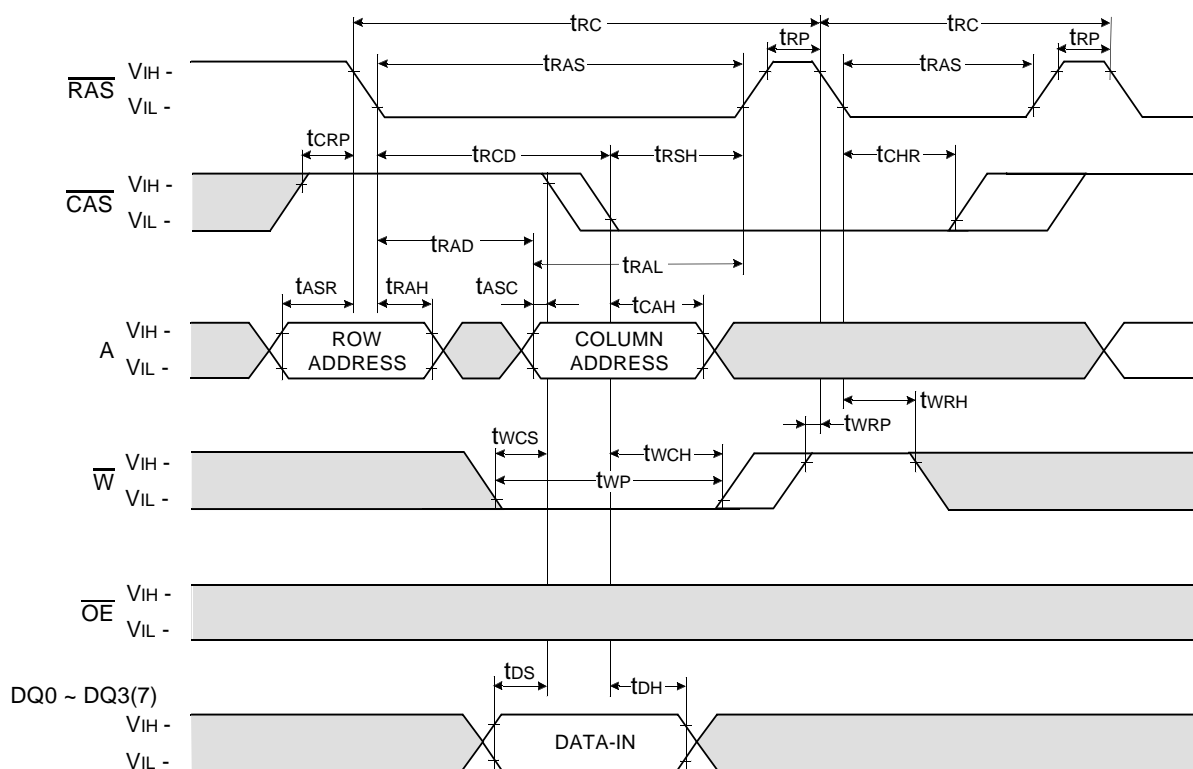 tRC tRC
tRP tRP
RAS VIH -
VIL -
tRAS tRAS
tCRP tRCD tRSH tCHR
CAS VIH -
VIL -
tRAD
tRAL
tASR tRAH tASC tCAH
A VIH -
VIL -
ROW ADDRESS
COLUMN ADDRESS
tWRH
tWRP
tWCS tWCH
W VIH -
VIL -
tWP
OE VIH -
VIL -
tDS tDH
DQ0 ~ DQ3(7)
VIH -
VIL -
DATA-IN